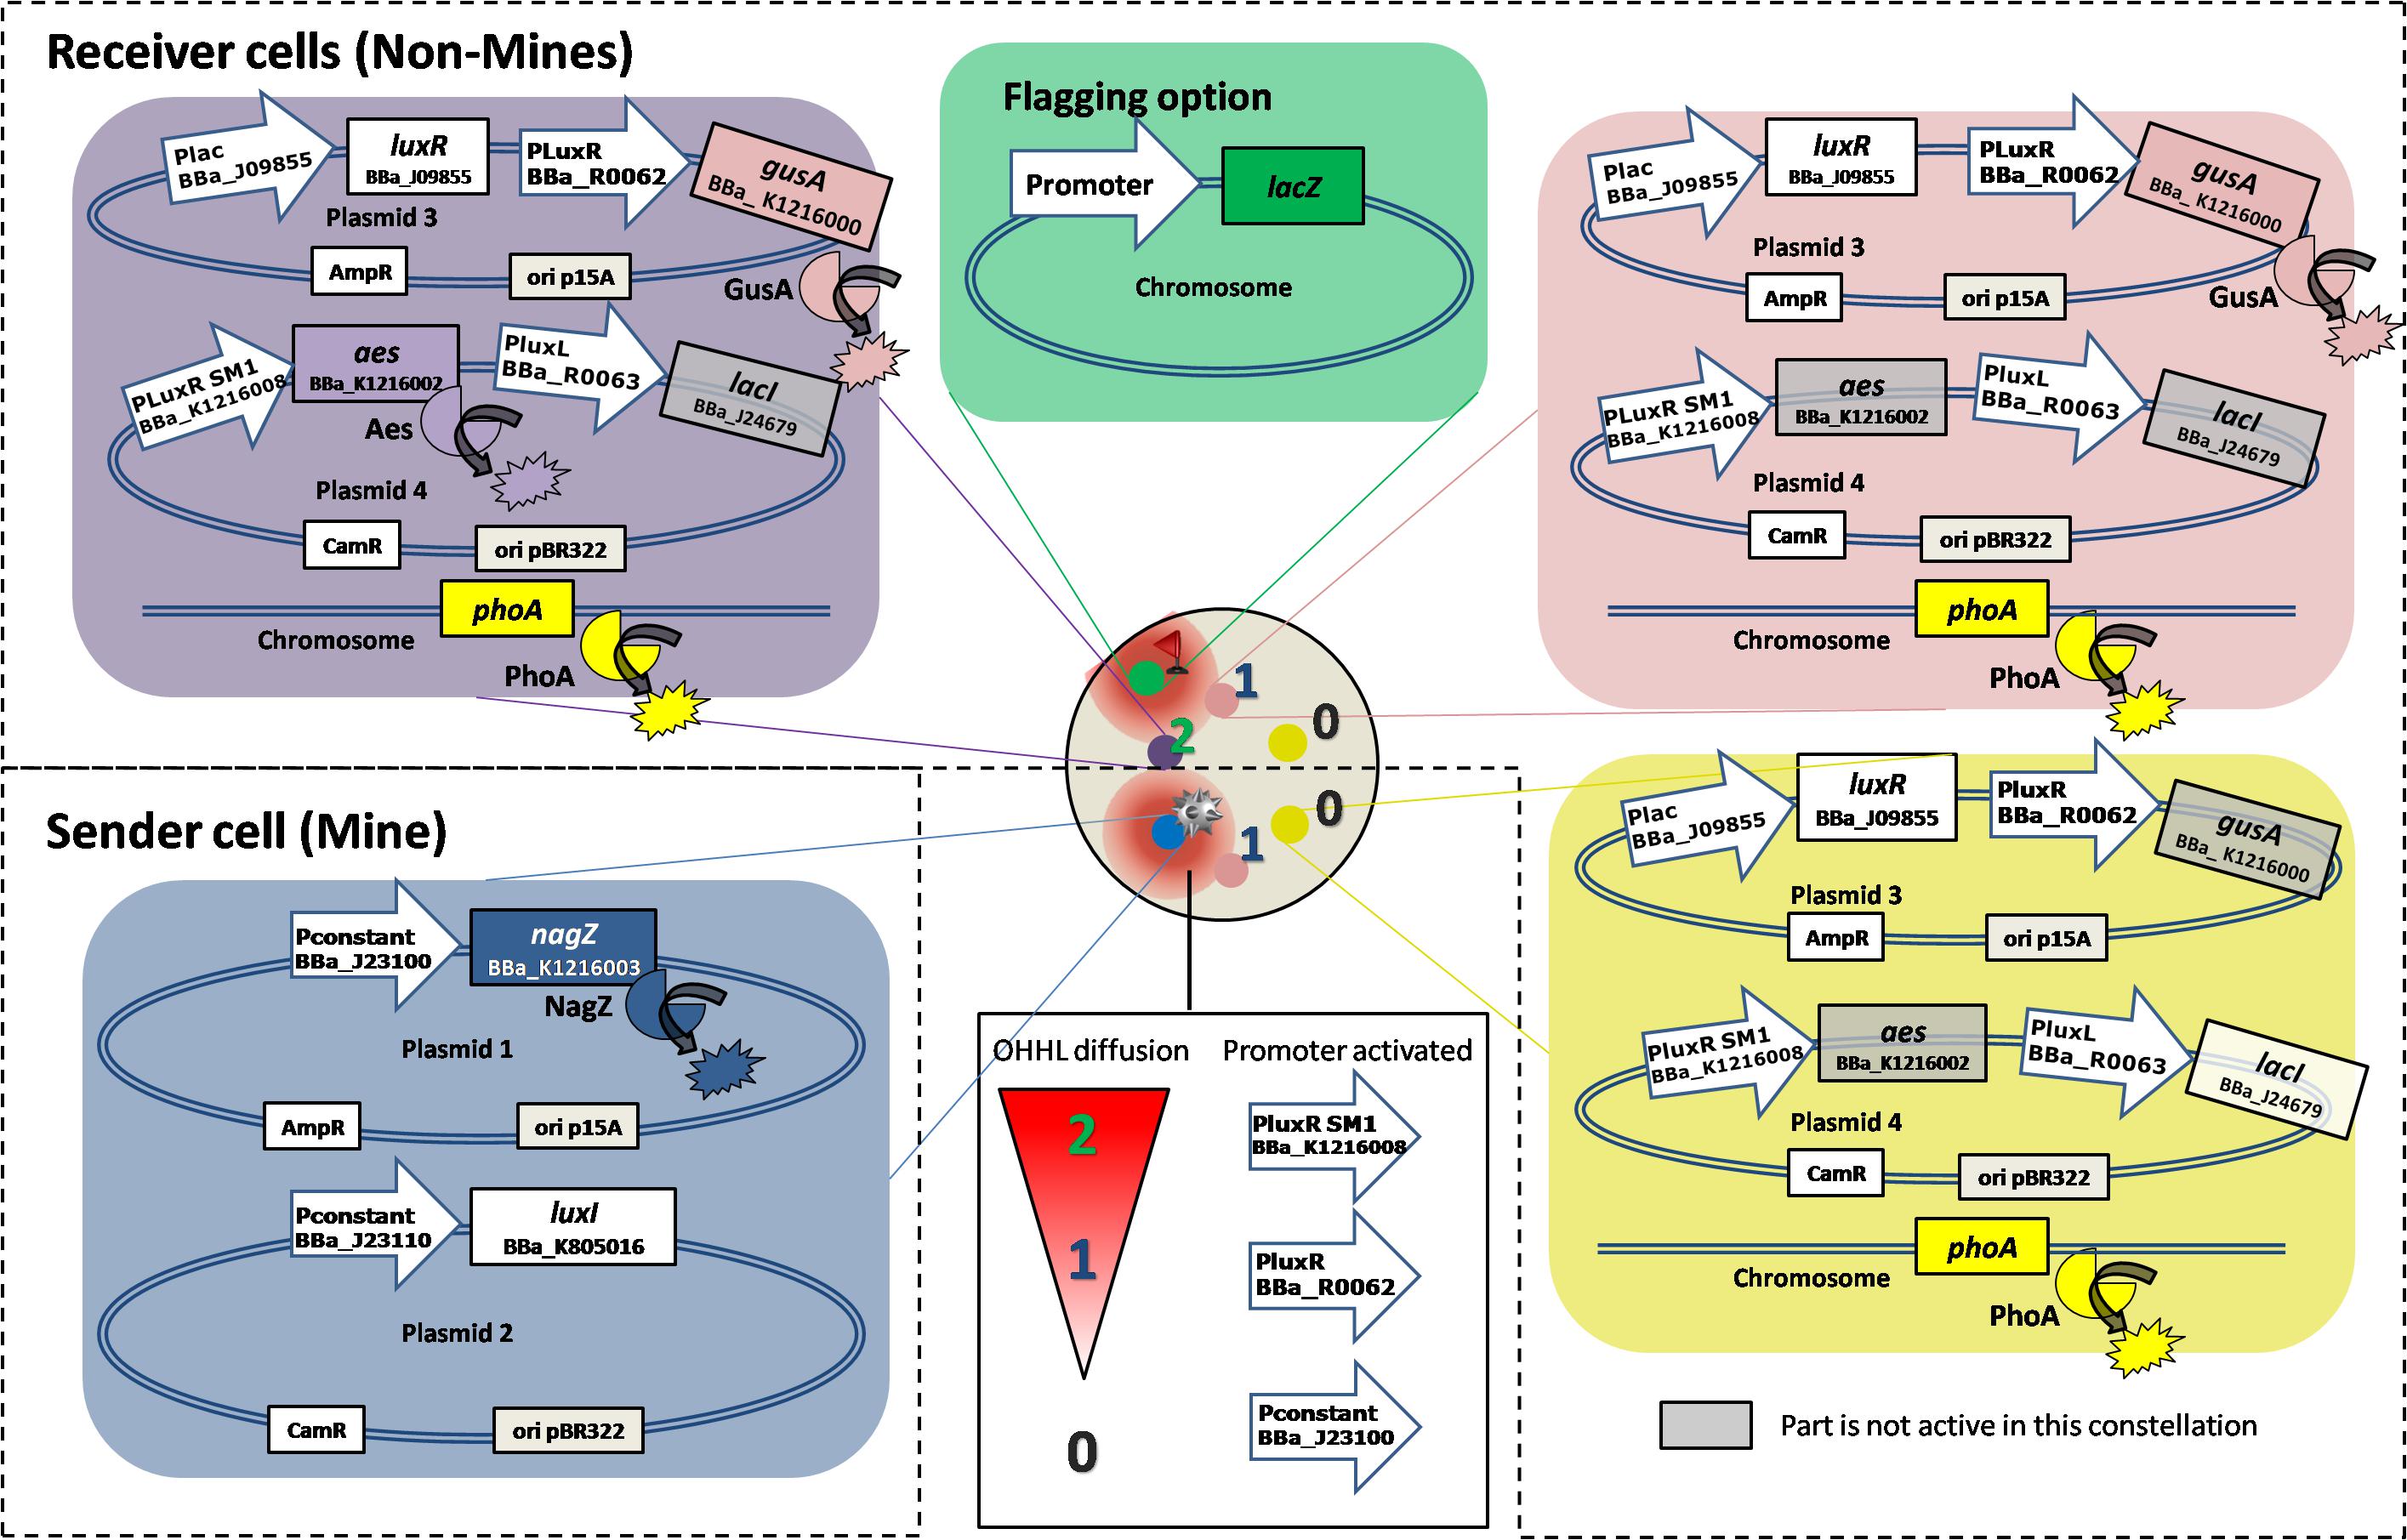 Receiver cells (Non-Mines)
Plac
BBa_J09855
luxR
BBa_J09855
PLuxR
BBa_R0062
gusA
BBa_ K1216000
Plasmid 3
AmpR
ori p15A
GusA
PLuxR SM1
BBa_K1216008
aes
BBa_K1216002
PluxL
BBa_R0063
lacI
BBa_J24679
Aes
Plasmid 4
CamR
ori pBR322
phoA
Chromosome
PhoA
Flagging option
Promoter
lacZ
Chromosome
Plac
BBa_J09855
luxR
BBa_J09855
PLuxR
BBa_R0062
gusA
BBa_ K1216000
Plasmid 3
AmpR
ori p15A
GusA
PLuxR SM1
BBa_K1216008
aes
BBa_K1216002
PluxL
BBa_R0063
lacI
BBa_J24679
Plasmid 4
CamR
ori pBR322
phoA
Chromosome
PhoA
1
0
2
0
1
Sender cell (Mine)
Pconstant
BBa_J23100
nagZ
BBa_K1216003
NagZ
Plasmid 1
AmpR
ori p15A
Pconstant
BBa_J23110
luxI
BBa_K805016
Plasmid 2
CamR
ori pBR322
OHHL diffusion
Promoter activated
2
PluxR SM1
BBa_K1216008
1
PluxR
BBa_R0062
0
Pconstant
BBa_J23100
Plac
BBa_J09855
luxR
BBa_J09855
PluxR
BBa_R0062
gusA
BBa_ K1216000
Plasmid 3
AmpR
ori p15A
PluxR SM1
BBa_K1216008
aes
BBa_K1216002
PluxL
BBa_R0063
lacI
BBa_J24679
Plasmid 4
CamR
ori pBR322
phoA
Chromosome
PhoA
Part is not active in this constellation